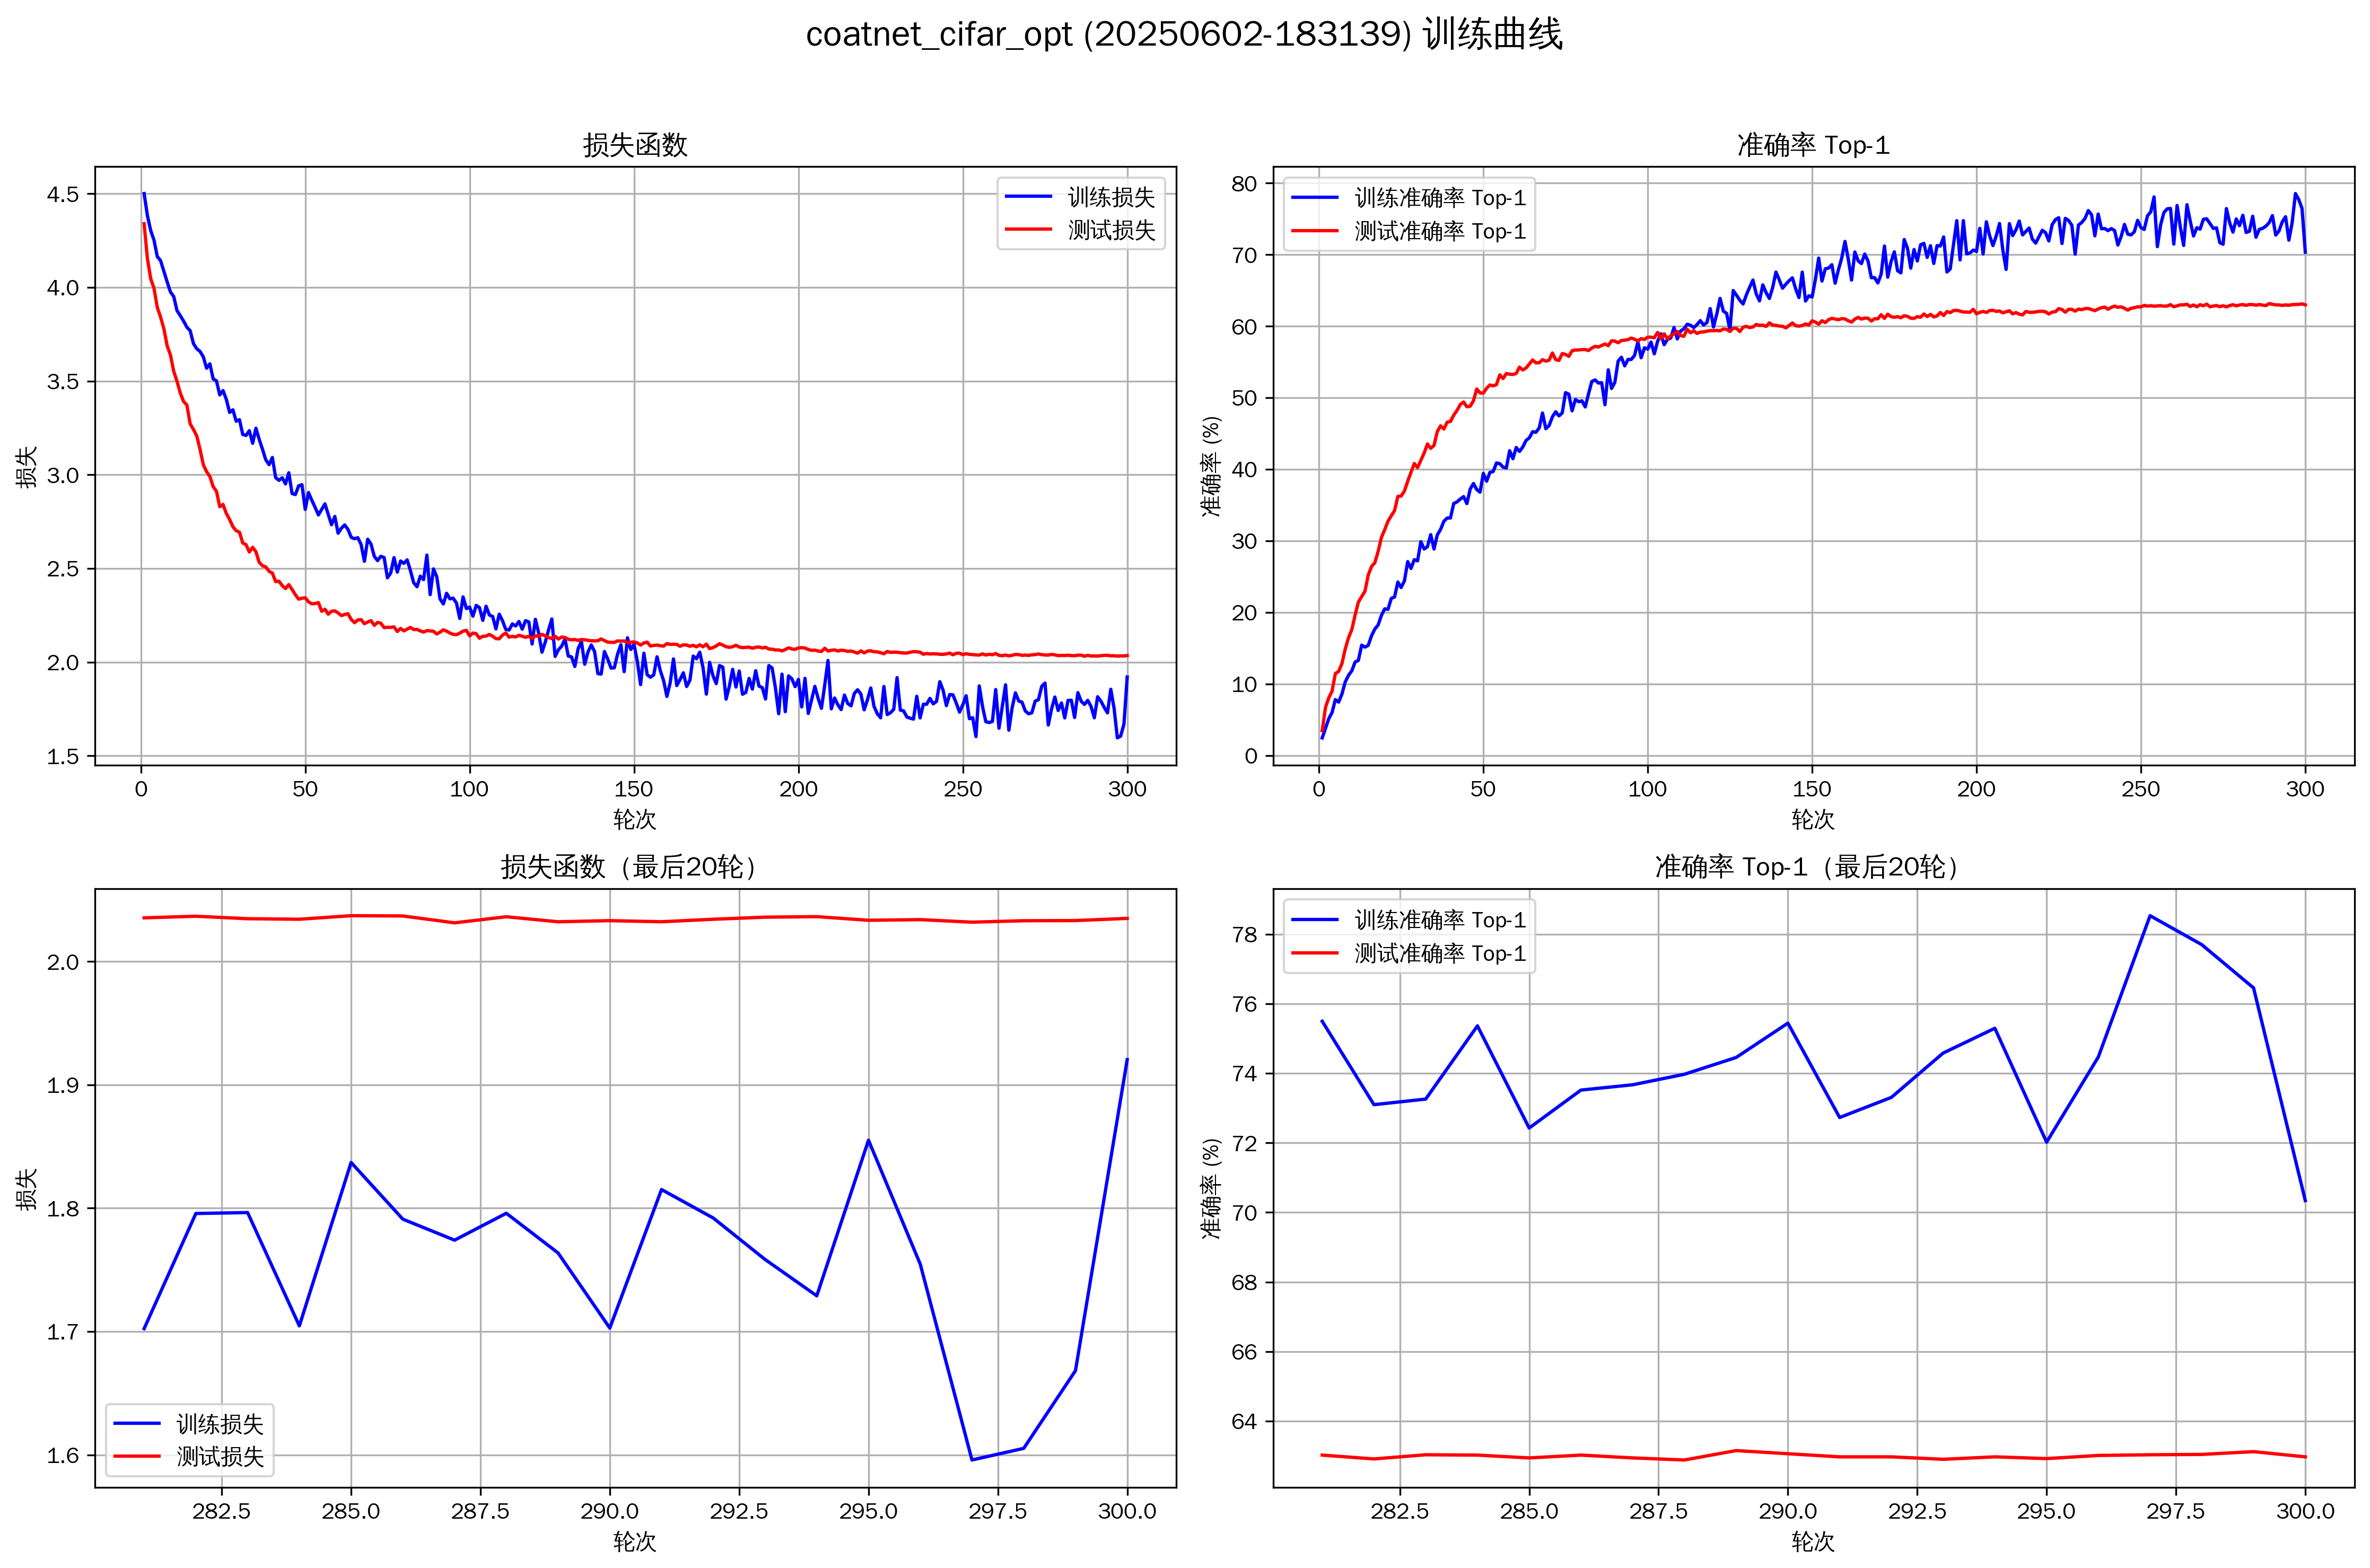 coatnet_cifar_opt (20250602-183139) 训练曲线
损失函数
训练损失
测试损失
4.5
4.0
3.5
3.0
2.5
2.0
1.5
损失
0 50 100 150 200 250 300
轮次
准确率 Top-1
训练准确率 Top-1
测试准确率 Top-1
80
70
60
50
40
30
20
10
0
准确率 (%)
0 50 100 150 200 250 300
轮次
损失函数（最后20轮）
2.0
1.9
1.8
1.7
1.6
损失
训练损失
测试损失
282.5 285.0 287.5 290.0 292.5 295.0 297.5 300.0
轮次
准确率 Top-1（最后20轮）
训练准确率 Top-1
测试准确率 Top-1
78
76
74
72
70
68
66
64
准确率 (%)
282.5 285.0 287.5 290.0 292.5 295.0 297.5 300.0
轮次